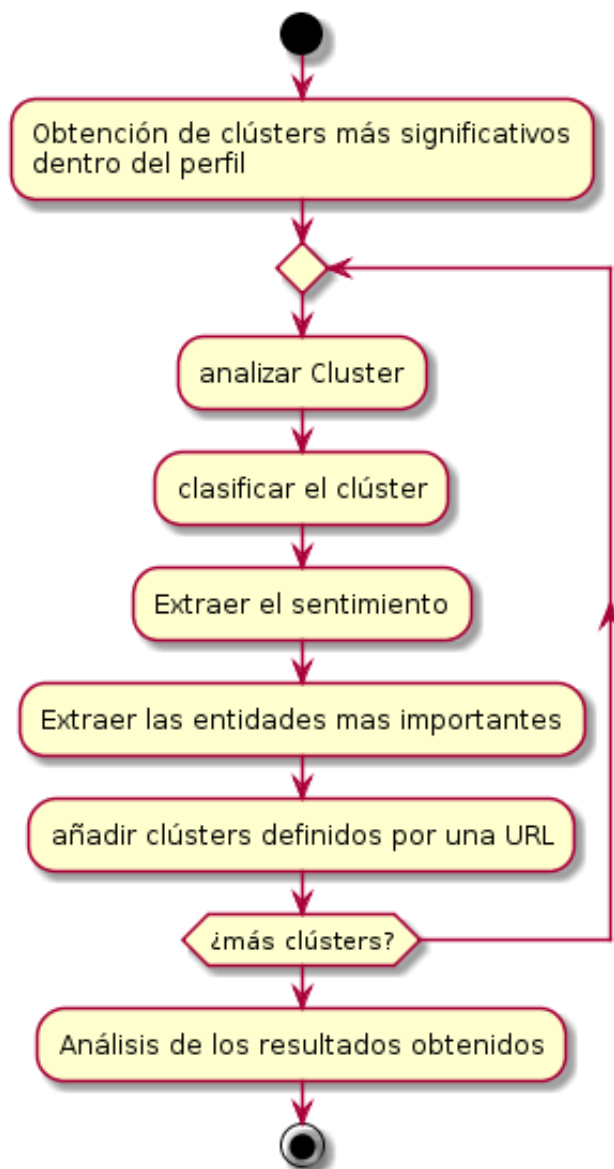 Obtención de clústers más significativos
dentro del perfil
analizar Cluster
clasificar el clúster
Extraer el sentimiento
Extraer las entidades mas importantes
añadir clústers definidos por una URL
¿más clústers?
Análisis de los resultados obtenidos